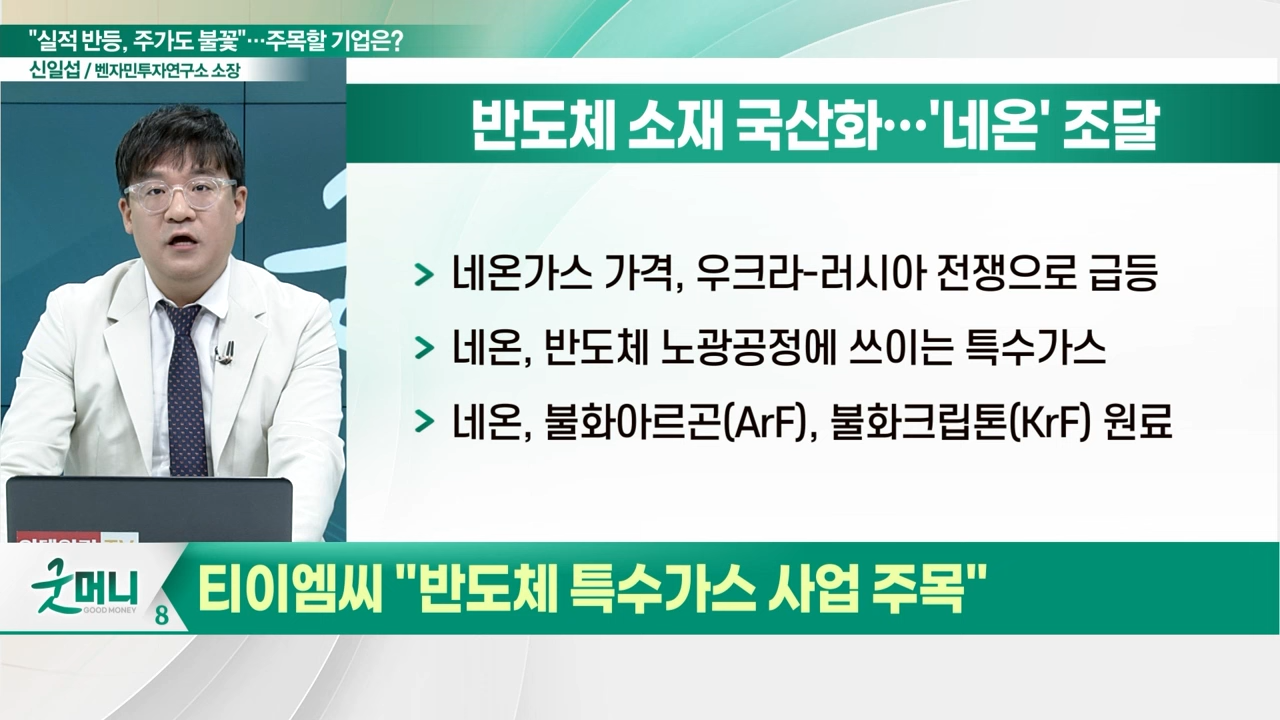 "실적 반등, 주가도 불꽃"…주목할 기업은?
신일섭 / 벤자민투자연구소 소장
반도체 소재 국산화…'네온' 조달
> 네온가스 가격, 우크라-러시아 전쟁으로 급등
> 네온, 반도체 노광공정에 쓰이는 특수가스
> 네온, 불화아르곤(ArF), 불화크립톤(KrF) 원료
굿머니
GOOD MONEY
8
티이엠씨 "반도체 특수가스 사업 주목"